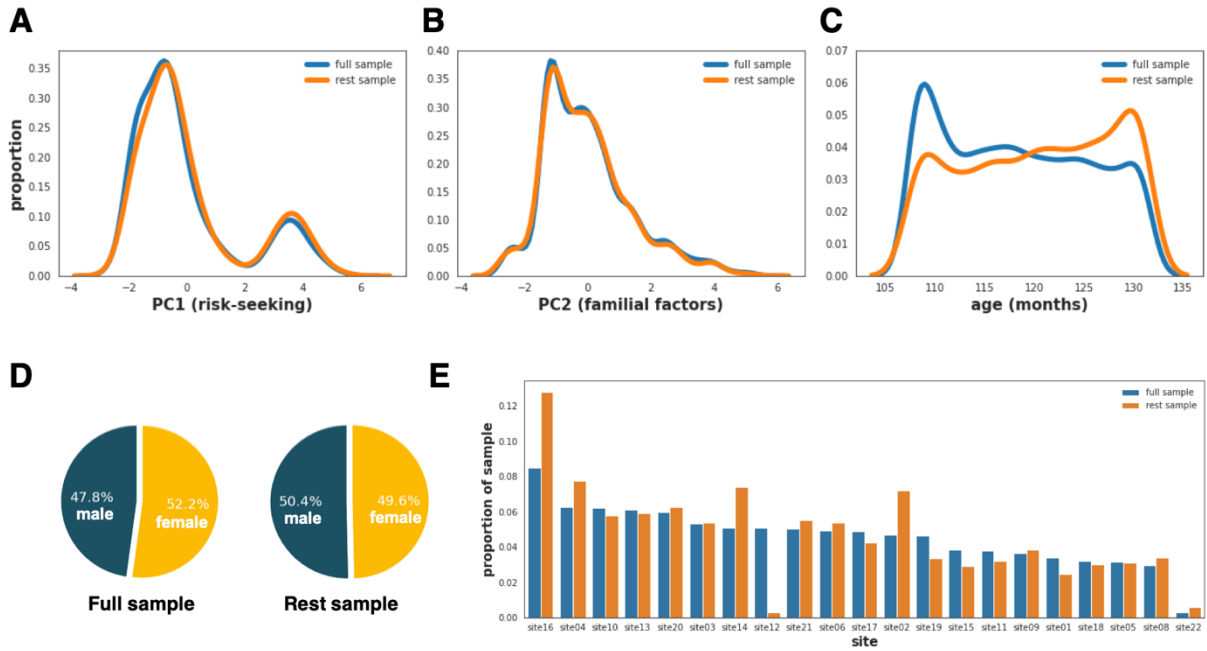 A
B
C
0.35
0.30
0.25
0.20
0.15
0.10
0.05
0.00
proportion
full sample
rest sample
−4 −2 0 2 4 6
PC1 (risk-seeking)
0.40
0.35
0.30
0.25
0.20
0.15
0.10
0.05
0.00
full sample
rest sample
−4 −2 0 2 4 6
PC2 (familial factors)
0.07
0.06
0.05
0.04
0.03
0.02
0.01
0.00
full sample
rest sample
105 110 115 120 125 130 135
age (months)
D
E
47.8%
male
52.2%
female
Full sample
50.4%
male
49.6%
female
Rest sample
0.12
0.10
0.08
0.06
0.04
0.02
0.00
proportion of sample
full sample
rest sample
site16 site04 site10 site13 site20 site03 site14 site12 site21 site06 site17 site02 site19 site15 site11 site09 site01 site18 site05 site08 site22
site